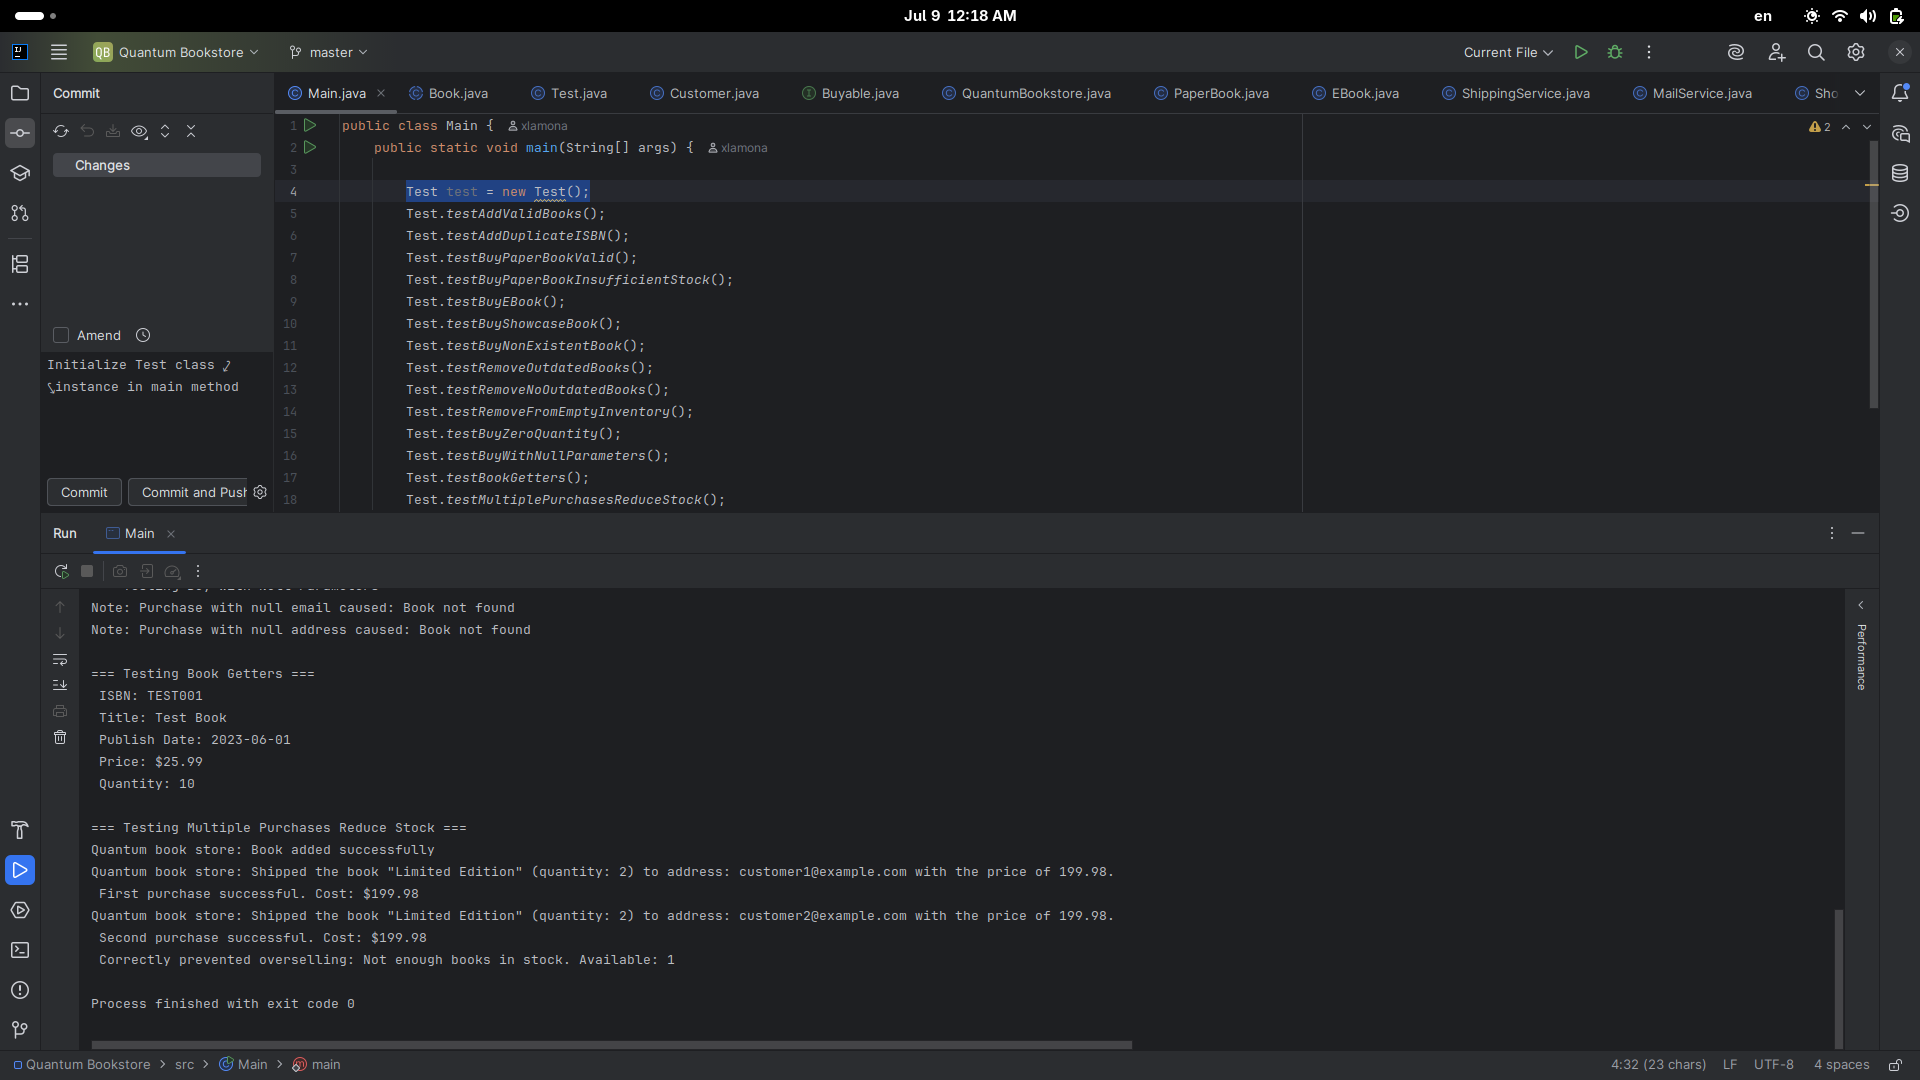 Jul 9 12:18 AM
en
QB Quantum Bookstore
master
Current File
Commit
Main.java
Book.java
Test.java
Customer.java
Buyable.java
QuantumBookstore.java
PaperBook.java
EBook.java
ShippingService.java
MailService.java
Sho
Changes
Amend
Initialize Test class
instance in main method
Commit
Commit and Push
1 public class Main { xlamona
2 public static void main(String[] args) { xlamona
3
4 Test test = new Test();
5 Test.testAddValidBooks();
6 Test.testAddDuplicateISBN();
7 Test.testBuyPaperBookValid();
8 Test.testBuyPaperBookInsufficientStock();
9 Test.testBuyEBook();
10 Test.testBuyShowcaseBook();
11 Test.testBuyNonExistentBook();
12 Test.testRemoveOutdatedBooks();
13 Test.testRemoveNoOutdatedBooks();
14 Test.testRemoveFromEmptyInventory();
15 Test.testBuyZeroQuantity();
16 Test.testBuyWithNullParameters();
17 Test.testBookGetters();
18 Test.testMultiplePurchasesReduceStock();
2
Run
Main
Note: Purchase with null email caused: Book not found
Note: Purchase with null address caused: Book not found
=== Testing Book Getters ===
ISBN: TEST001
Title: Test Book
Publish Date: 2023-06-01
Price: $25.99
Quantity: 10
=== Testing Multiple Purchases Reduce Stock ===
Quantum book store: Book added successfully
Quantum book store: Shipped the book "Limited Edition" (quantity: 2) to address: customer1@example.com with the price of 199.98.
First purchase successful. Cost: $199.98
Quantum book store: Shipped the book "Limited Edition" (quantity: 2) to address: customer2@example.com with the price of 199.98.
Second purchase successful. Cost: $199.98
Correctly prevented overselling: Not enough books in stock. Available: 1
Process finished with exit code 0
Performance
Quantum Bookstore > src > Main > main
4:32 (23 chars)
LF
UTF-8
4 spaces